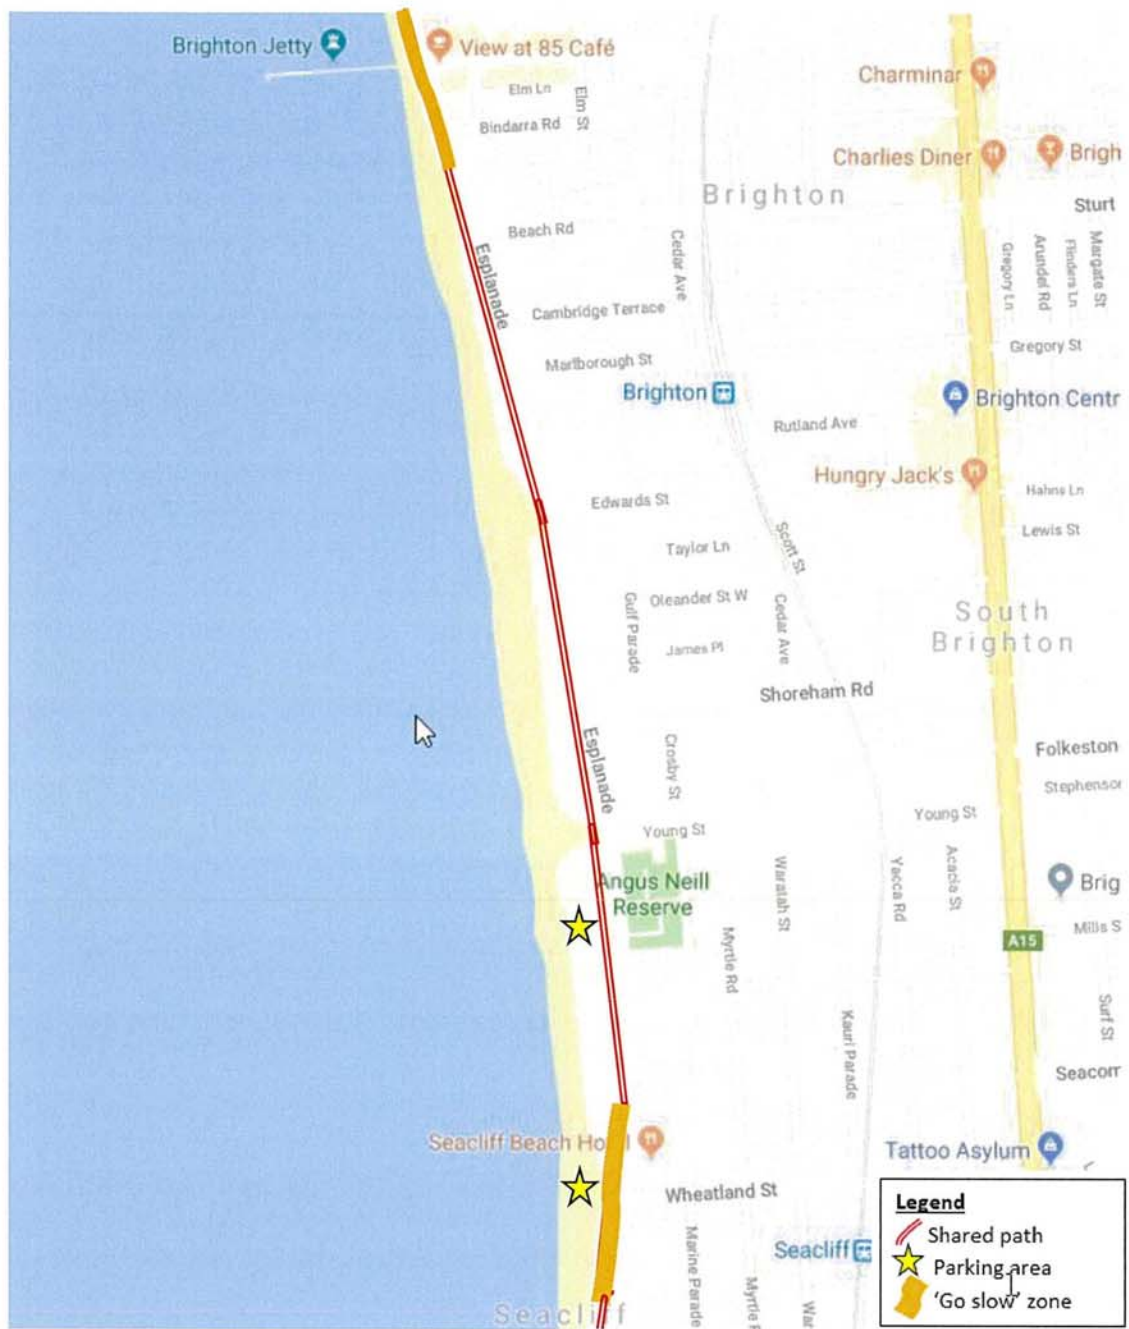 Brighton Jetty
View at 85 Café
Elm Ln
Elm St
Bindarra Rd
Charminar
Charlies Diner
Brigh
Brighton
Sturt
Beach Rd
Esplanade
Cedar Ave
Gregory Ln
Arundel Rd
Flinders Ln
Margate St
Cambridge Terrace
Gregory St
Marlborough St
Brighton
Brighton Centr
Rutland Ave
Hungry Jack's
Hahns Ln
Edwards St
Lewis St
Scott St
Taylor Ln
Oleander St W
Gulf Parade
Cedar Ave
South
Brighton
James Pl
Shoreham Rd
Esplanade
Crosby St
Folkeston
Stephensor
Young St
Young St
Angus Neill
Reserve
Waratah St
Yacca Rd
Acacia St
Brig
Mills S
A15
Myrtle Rd
Kauri Parade
Surf St
Seacorr
Seacliff Beach Ho l
Tattoo Asylum
Wheatland St
Marine Parade
Myrtle F
War
Seacliff
Seacliff
Legend
Shared path
Parking area
'Go slow' zone